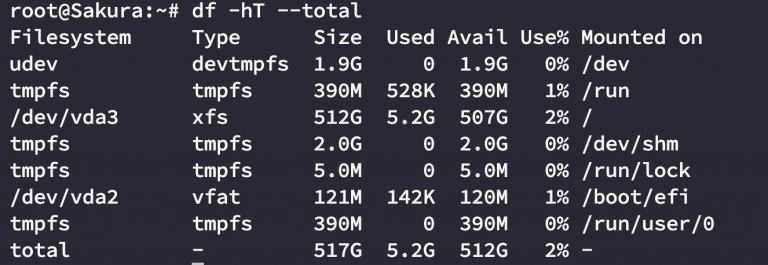 root@Sakura:~# df -hT --total
Filesystem     Type      Size  Used Avail Use% Mounted on
udev           devtmpfs  1.9G     0  1.9G   0% /dev
tmpfs          tmpfs     390M  528K  390M   1% /run
/dev/vda3      xfs       512G  5.2G  507G   2% /
tmpfs          tmpfs     2.0G     0  2.0G   0% /dev/shm
tmpfs          tmpfs     5.0M     0  5.0M   0% /run/lock
/dev/vda2      vfat      121M  142K  120M   1% /boot/efi
tmpfs          tmpfs     390M     0  390M   0% /run/user/0
total          -         517G  5.2G  512G   2% -